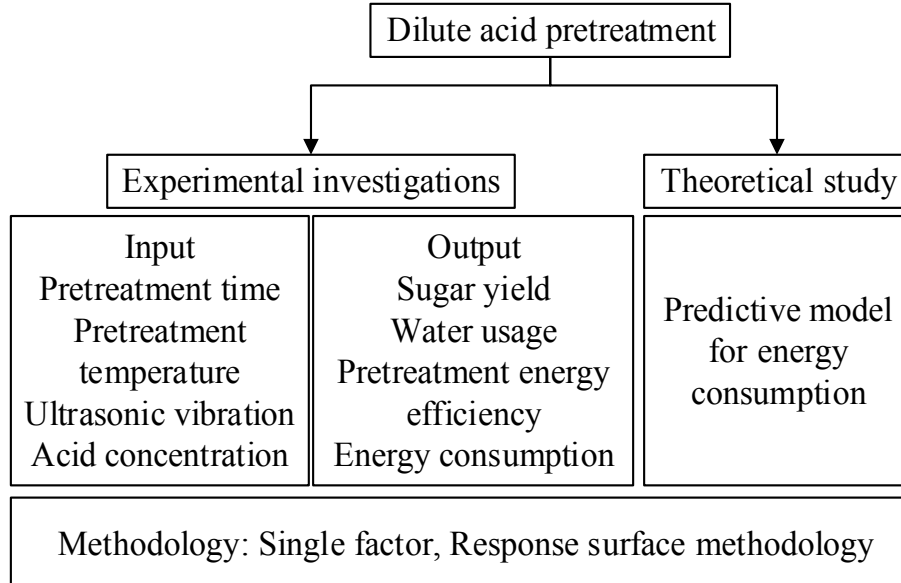 Dilute acid pretreatment
Experimental investigations
Theoretical study
Input
Pretreatment time
Pretreatment
temperature
Ultrasonic vibration
Acid concentration
Output
Sugar yield
Water usage
Pretreatment energy
efficiency
Energy consumption
Predictive model
for energy
consumption
Methodology: Single factor, Response surface methodology